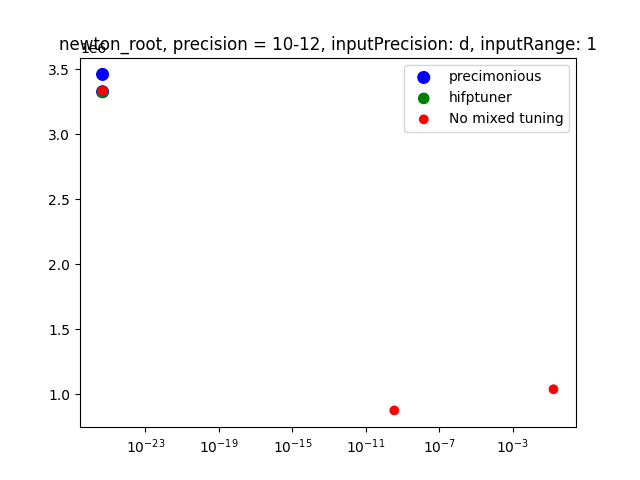 newton_root, precision = 10-12, inputPrecision: d, inputRange: 1
1e6
3.5
3.0
2.5
2.0
1.5
1.0
precimonious
hifptuner
No mixed tuning
10⁻²³ 10⁻¹⁹ 10⁻¹⁵ 10⁻¹¹ 10⁻⁷ 10⁻³